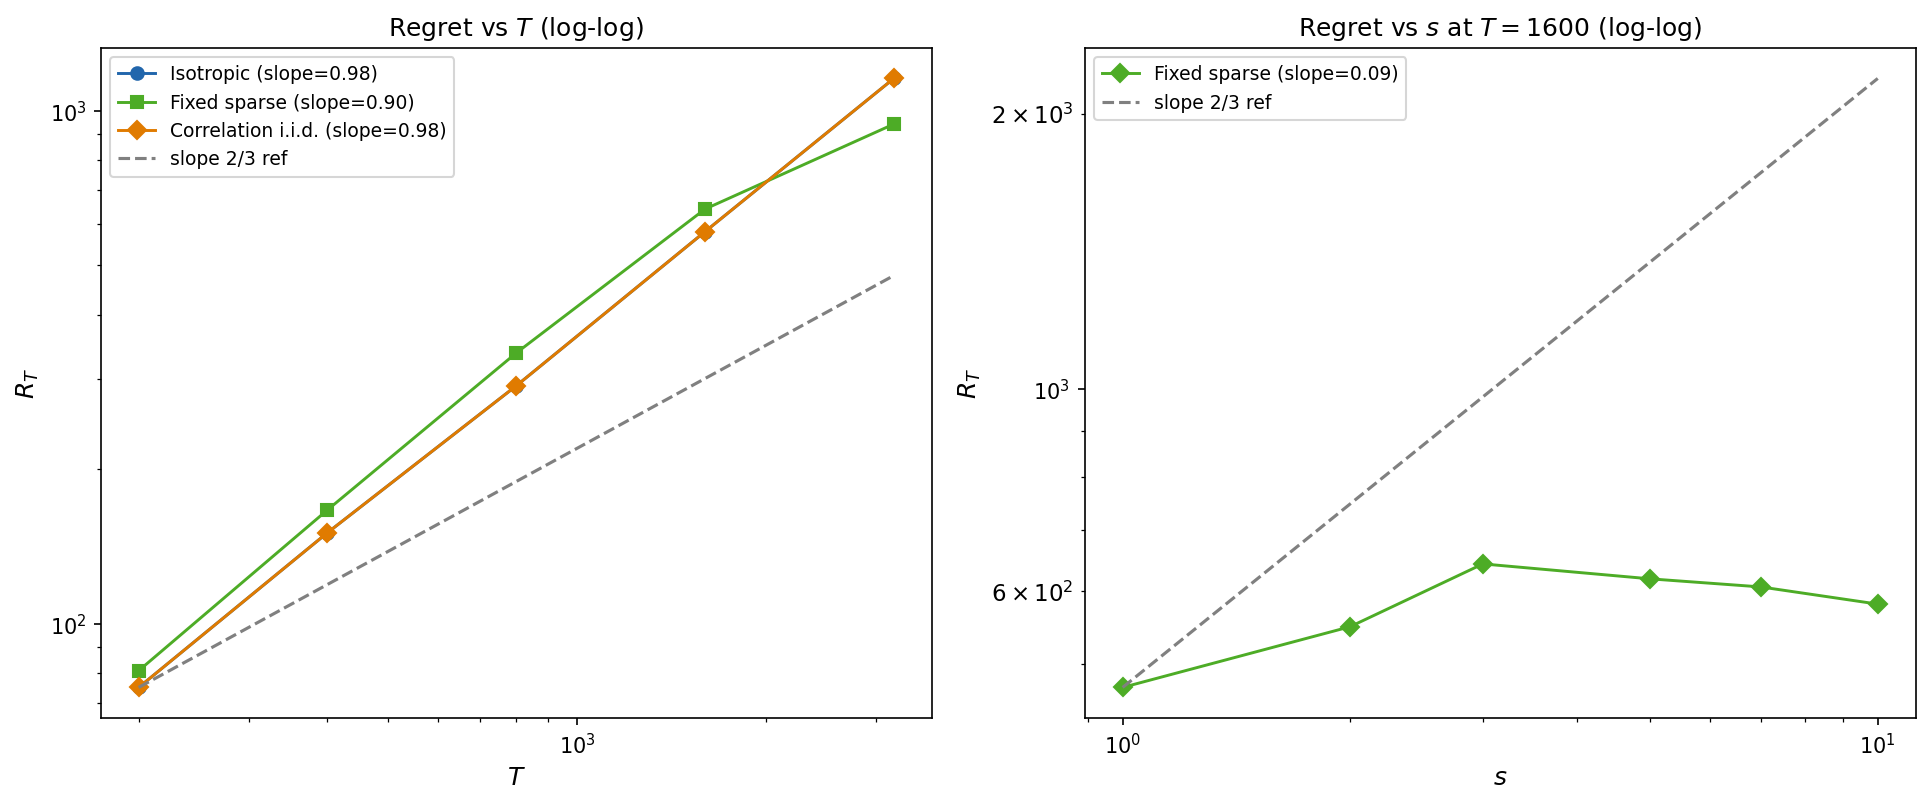 Regret vs T (log-log)
Isotropic (slope=0.98)
Fixed sparse (slope=0.90)
Correlation i.i.d. (slope=0.98)
slope 2/3 ref
10³
10²
R_T
10³
T
Regret vs s at T = 1600 (log-log)
Fixed sparse (slope=0.09)
slope 2/3 ref
2 × 10³
10³
6 × 10²
R_T
10⁰ 10¹
s